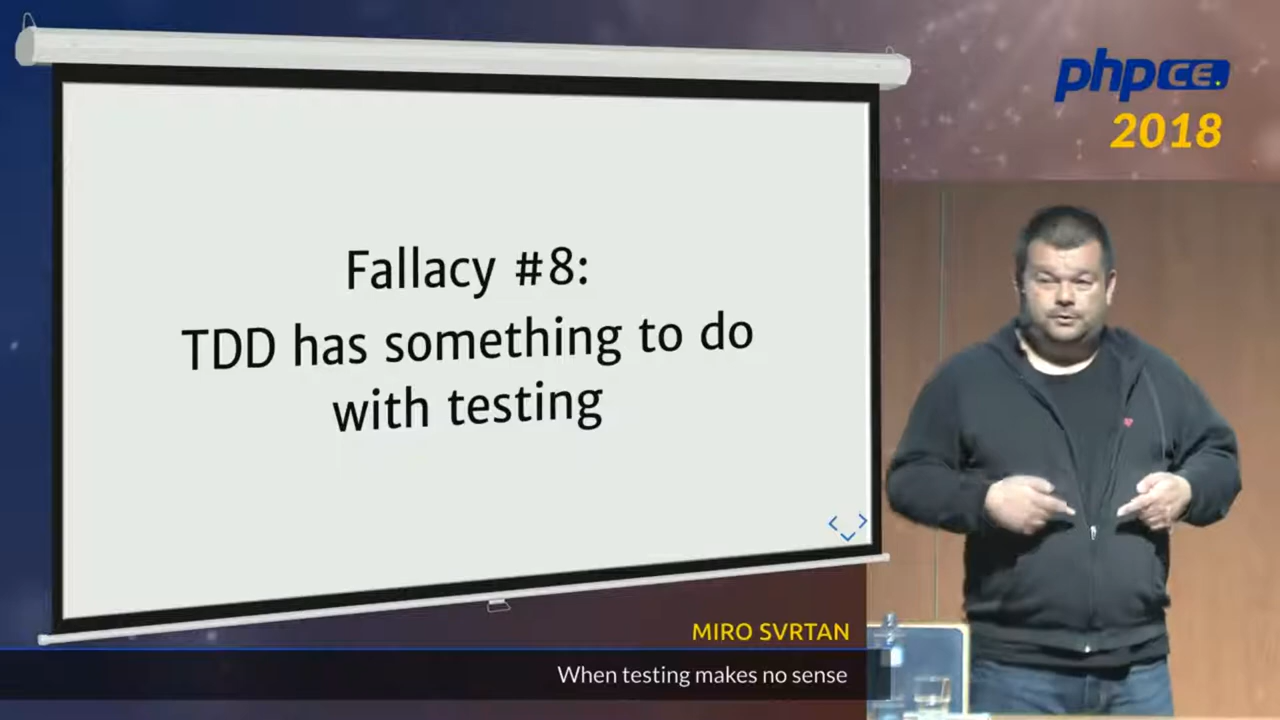 Fallacy #8:
TDD has something to do
with testing
phpCE.
2018
MIRO SVRTAN
When testing makes no sense